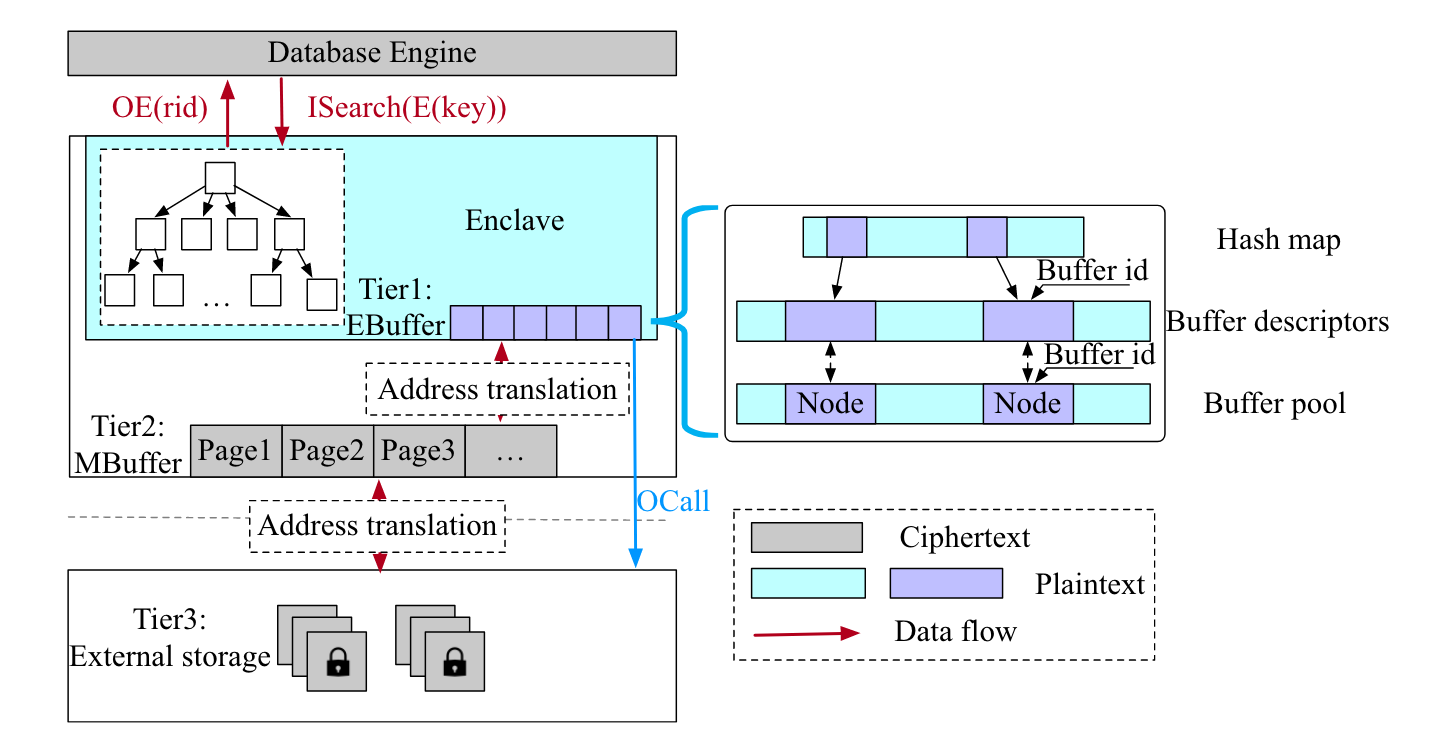 Database Engine
OE(rid)
ISearch(E(key))
Enclave
…
Tier1:
EBuffer
Address translation
Tier2:
MBuffer
Page1
Page2
Page3
…
OCall
Address translation
Tier3:
External storage
Hash map
Buffer id
Buffer descriptors
Buffer id
Node
Node
Buffer pool
Ciphertext
Plaintext
Data flow